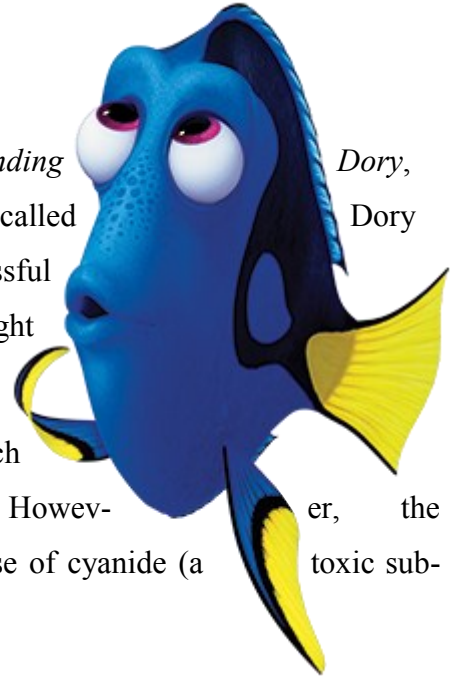 nding Dory,
called Dory
ssful
ght
ch
Howev- er, the
se of cyanide (a toxic sub-